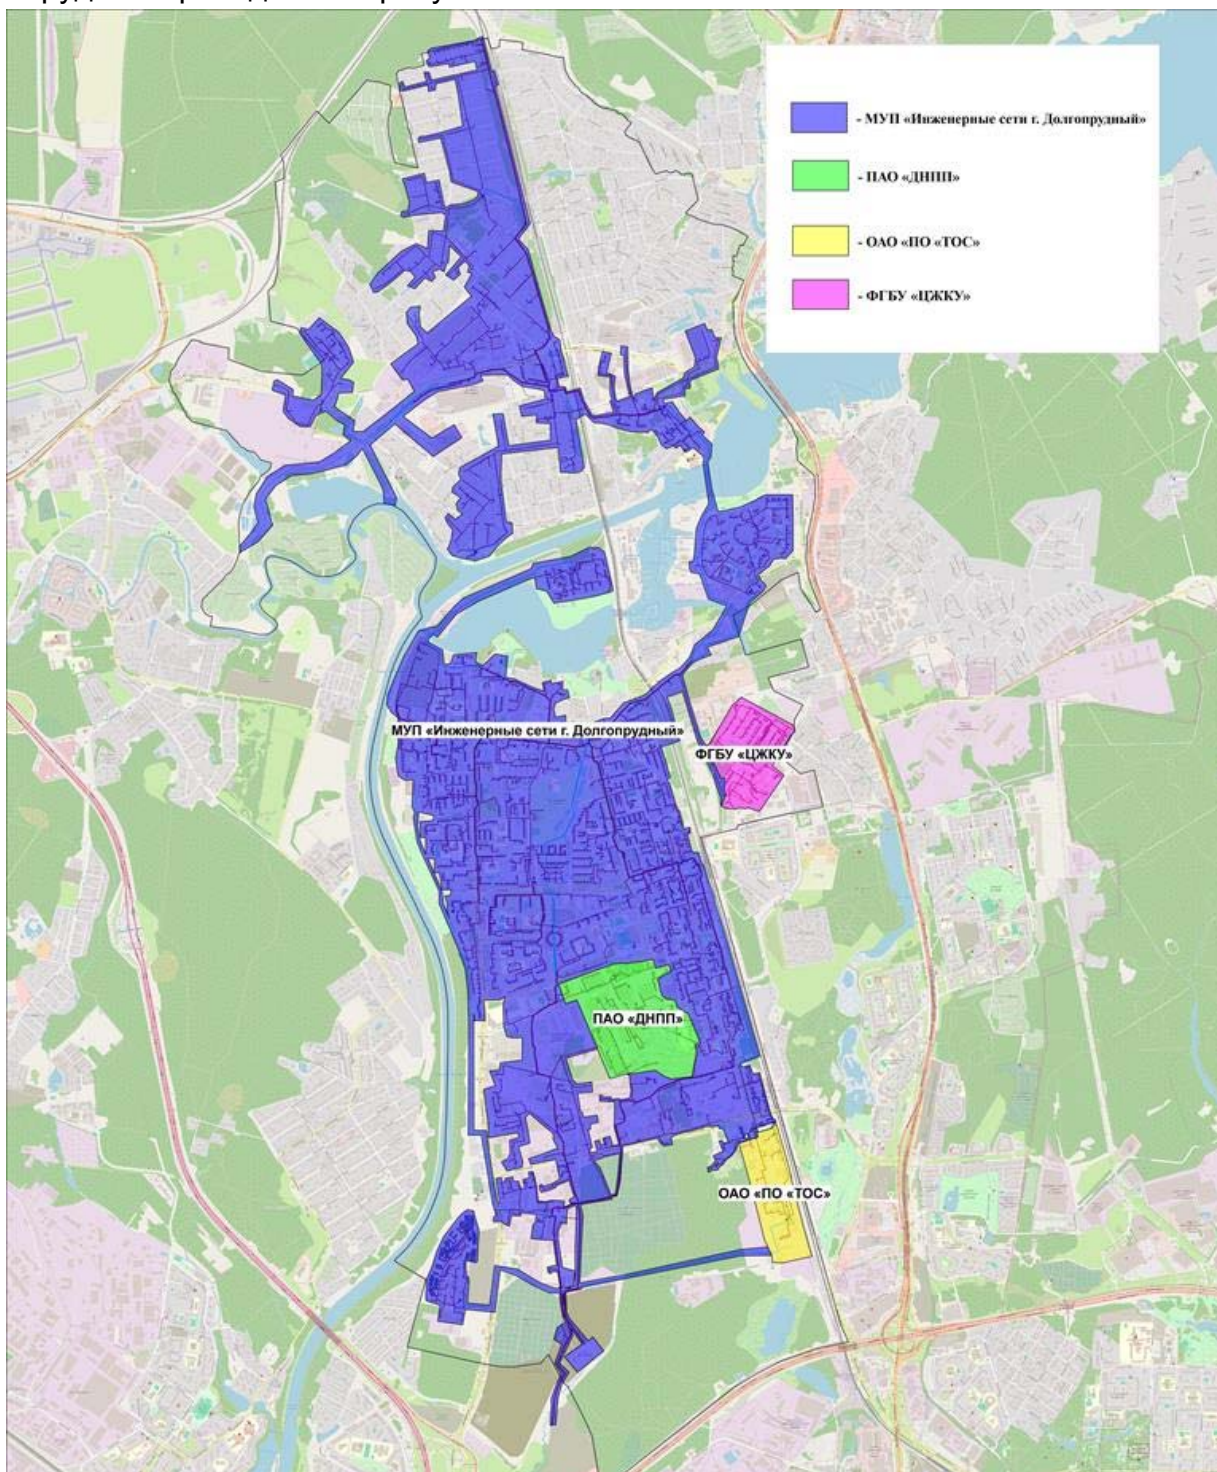 - МУП «Инженерные сети г. Долгопрудный»
- ПАО «ДНПП»
- ОАО «ПО «ТОС»
- ФГБУ «ЦЖКУ»
МУП «Инженерные сети г. Долгопрудный»
ФГБУ «ЦЖКУ»
ПАО «ДНПП»
ОАО «ПО «ТОС»